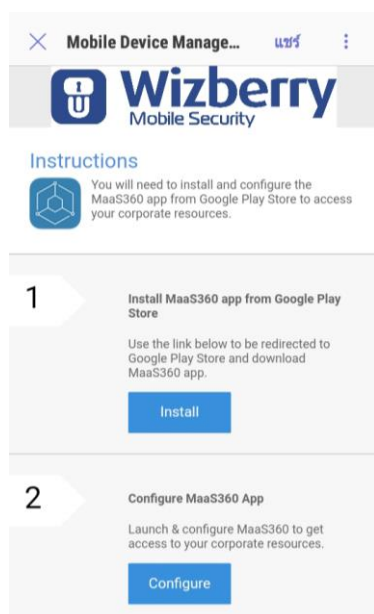 Mobile Device Manage...
แชร์
Wizberry
Mobile Security
Instructions
You will need to install and configure the
MaaS360 app from Google Play Store to access
your corporate resources.
1
Install MaaS360 app from Google Play
Store
Use the link below to be redirected to
Google Play Store and download
MaaS360 app.
Install
2
Configure MaaS360 App
Launch & configure MaaS360 to get
access to your corporate resources.
Configure